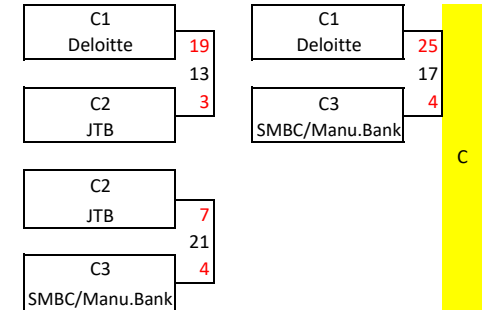 C1
Deloitte 19
13
C2 3
JTB
C1
Deloitte 25
17
C3 4
SMBC/Manu.Bank
C
C2
JTB 7
21
C3 4
SMBC/Manu.Bank